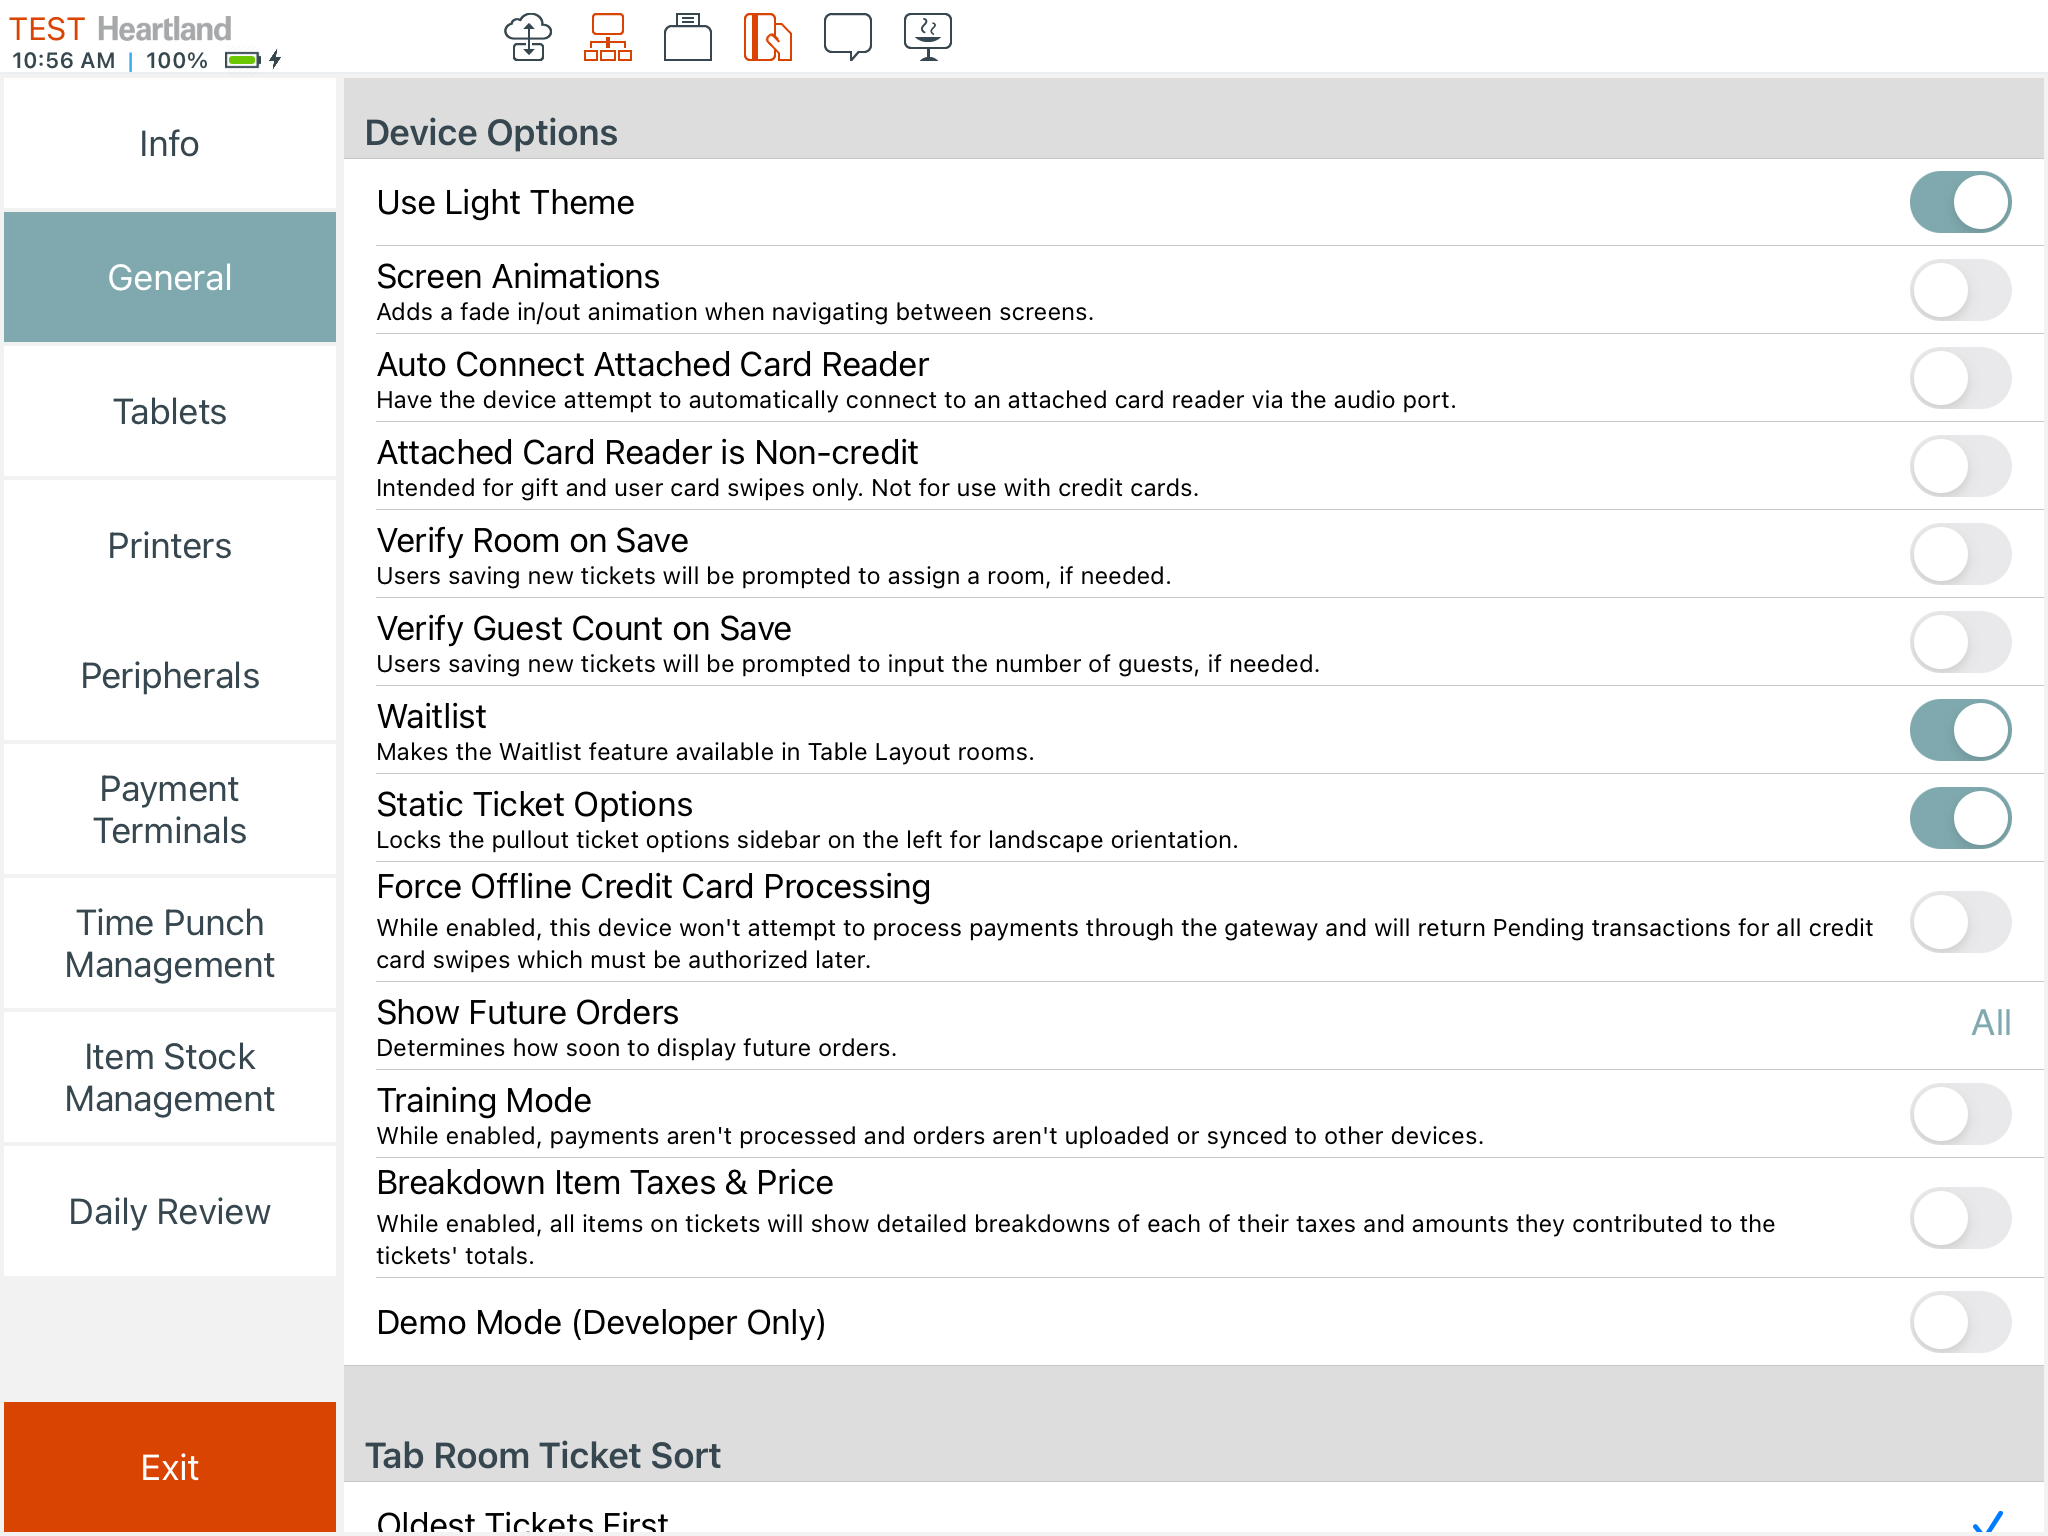 TEST Heartland
10:56 AM | 100%
Info
General
Tablets
Printers
Peripherals
Payment
Terminals
Time Punch
Management
Item Stock
Management
Daily Review
Exit
Device Options
Use Light Theme
Screen Animations
Adds a fade in/out animation when navigating between screens.
Auto Connect Attached Card Reader
Have the device attempt to automatically connect to an attached card reader via the audio port.
Attached Card Reader is Non-credit
Intended for gift and user card swipes only. Not for use with credit cards.
Verify Room on Save
Users saving new tickets will be prompted to assign a room, if needed.
Verify Guest Count on Save
Users saving new tickets will be prompted to input the number of guests, if needed.
Waitlist
Makes the Waitlist feature available in Table Layout rooms.
Static Ticket Options
Locks the pullout ticket options sidebar on the left for landscape orientation.
Force Offline Credit Card Processing
While enabled, this device won't attempt to process payments through the gateway and will return Pending transactions for all credit
card swipes which must be authorized later.
Show Future Orders
All
Determines how soon to display future orders.
Training Mode
While enabled, payments aren't processed and orders aren't uploaded or synced to other devices.
Breakdown Item Taxes & Price
While enabled, all items on tickets will show detailed breakdowns of each of their taxes and amounts they contributed to the
tickets' totals.
Demo Mode (Developer Only)
Tab Room Ticket Sort
Oldest Tickets First